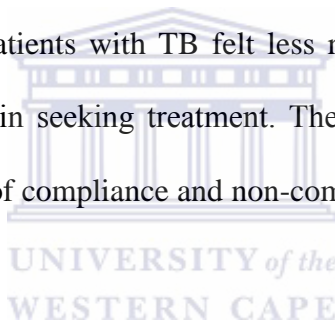 atients with TB felt less
in seeking treatment. The
of compliance and non-com
UNIVERSITY of the
WESTERN CAPE